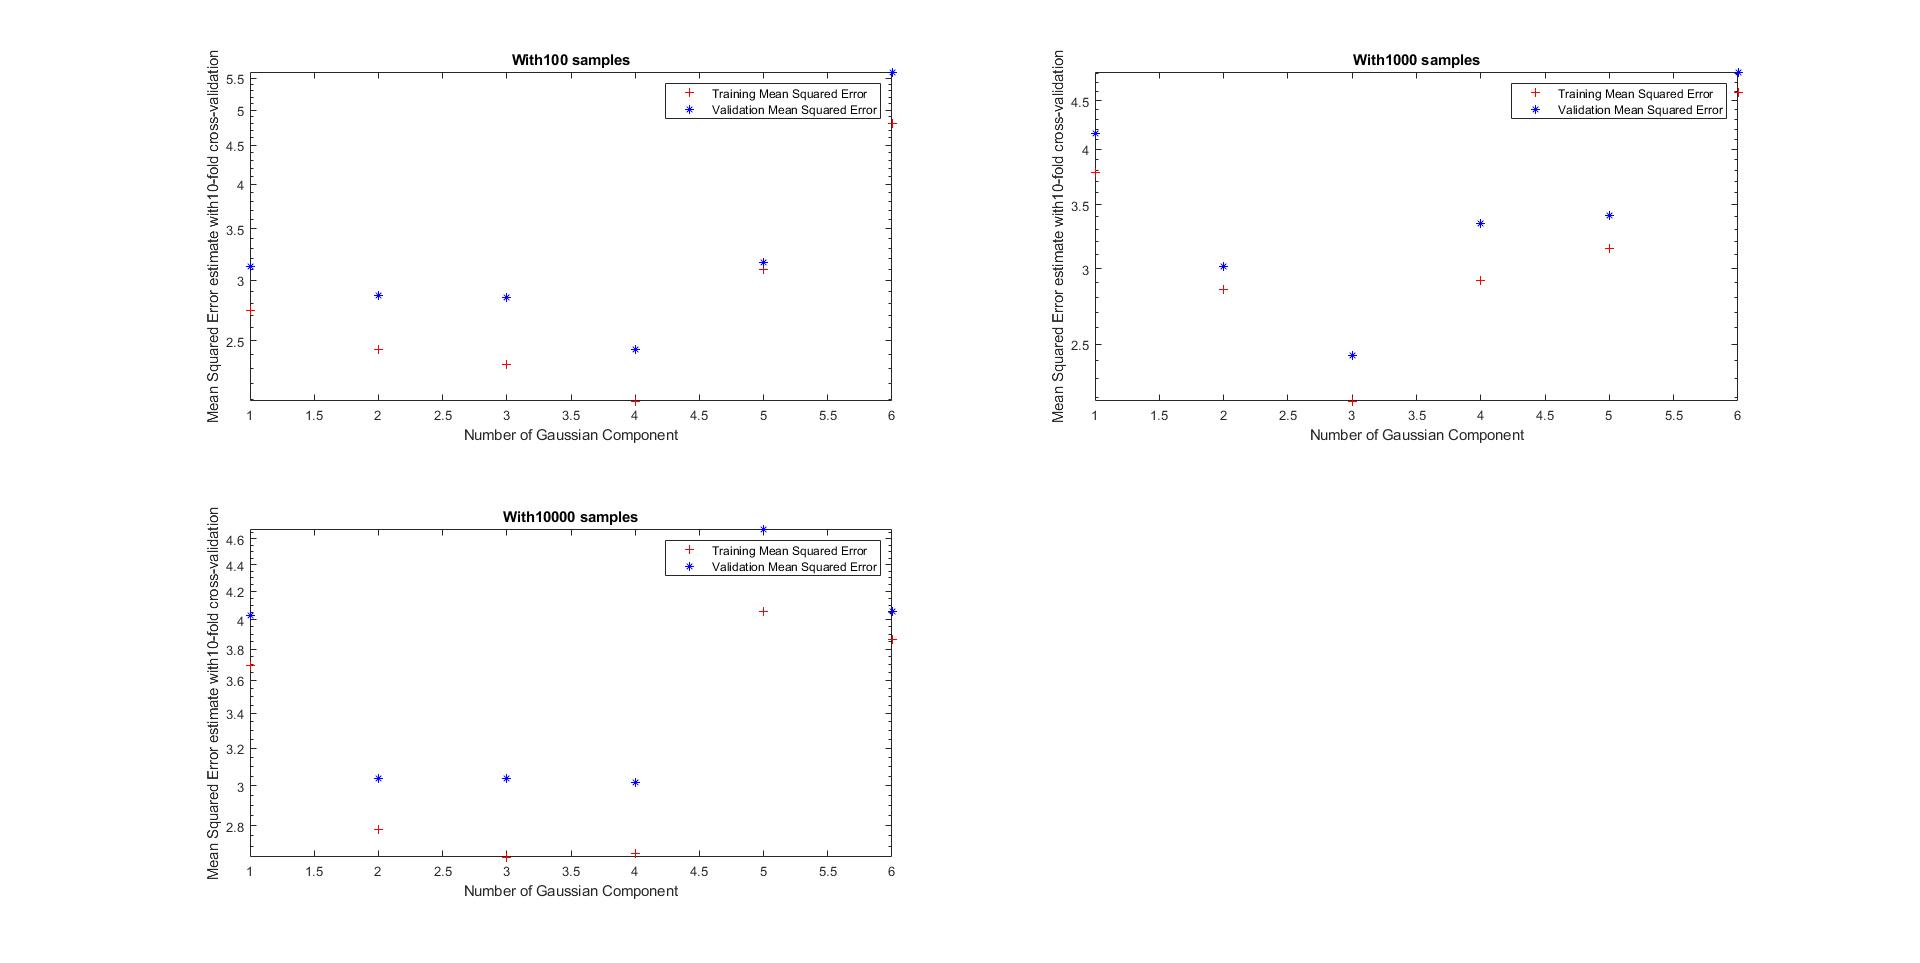 With100 samples
Mean Squared Error estimate with10-fold cross-validation
5.5
5
4.5
4
3.5
3
2.5
Training Mean Squared Error
Validation Mean Squared Error
1 1.5 2 2.5 3 3.5 4 4.5 5 5.5 6
Number of Gaussian Component
With1000 samples
Mean Squared Error estimate with10-fold cross-validation
4.5
4
3.5
3
2.5
Training Mean Squared Error
Validation Mean Squared Error
1 1.5 2 2.5 3 3.5 4 4.5 5 5.5 6
Number of Gaussian Component
With10000 samples
Mean Squared Error estimate with10-fold cross-validation
4.6
4.4
4.2
4
3.8
3.6
3.4
3.2
3
2.8
Training Mean Squared Error
Validation Mean Squared Error
1 1.5 2 2.5 3 3.5 4 4.5 5 5.5 6
Number of Gaussian Component